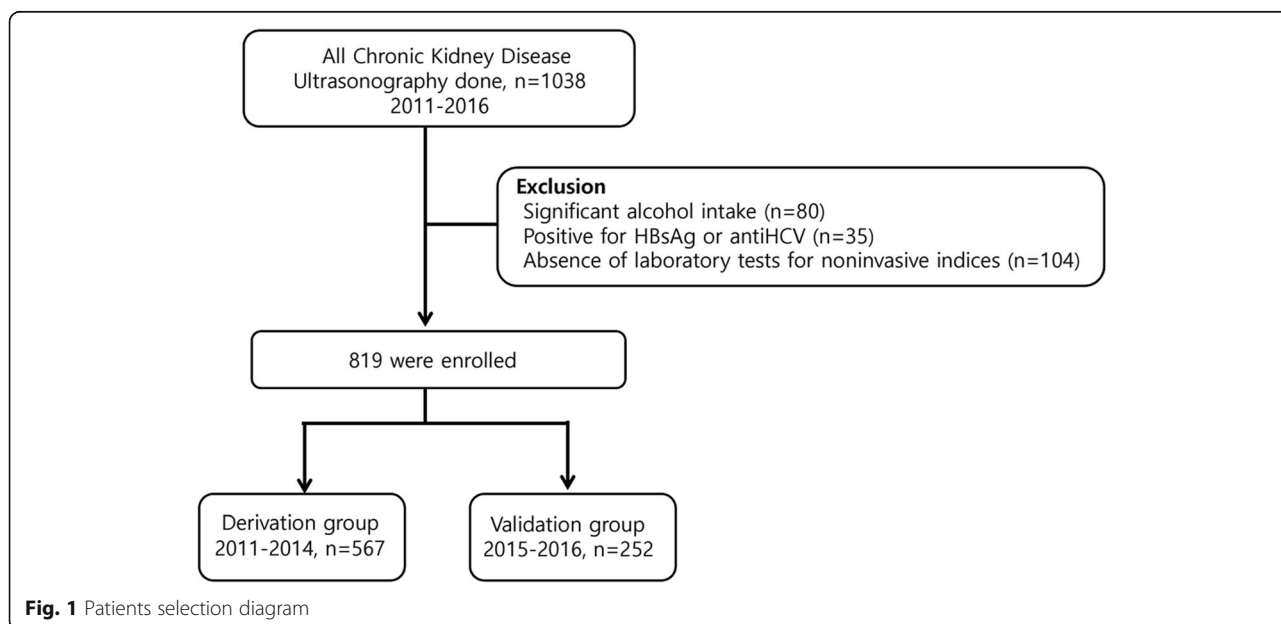 All Chronic Kidney Disease
Ultrasonography done, n=1038
2011-2016
Exclusion
Significant alcohol intake (n=80)
Positive for HBsAg or antiHCV (n=35)
Absence of laboratory tests for noninvasive indices (n=104)
819 were enrolled
Derivation group
2011-2014, n=567
Validation group
2015-2016, n=252
Fig. 1 Patients selection diagram